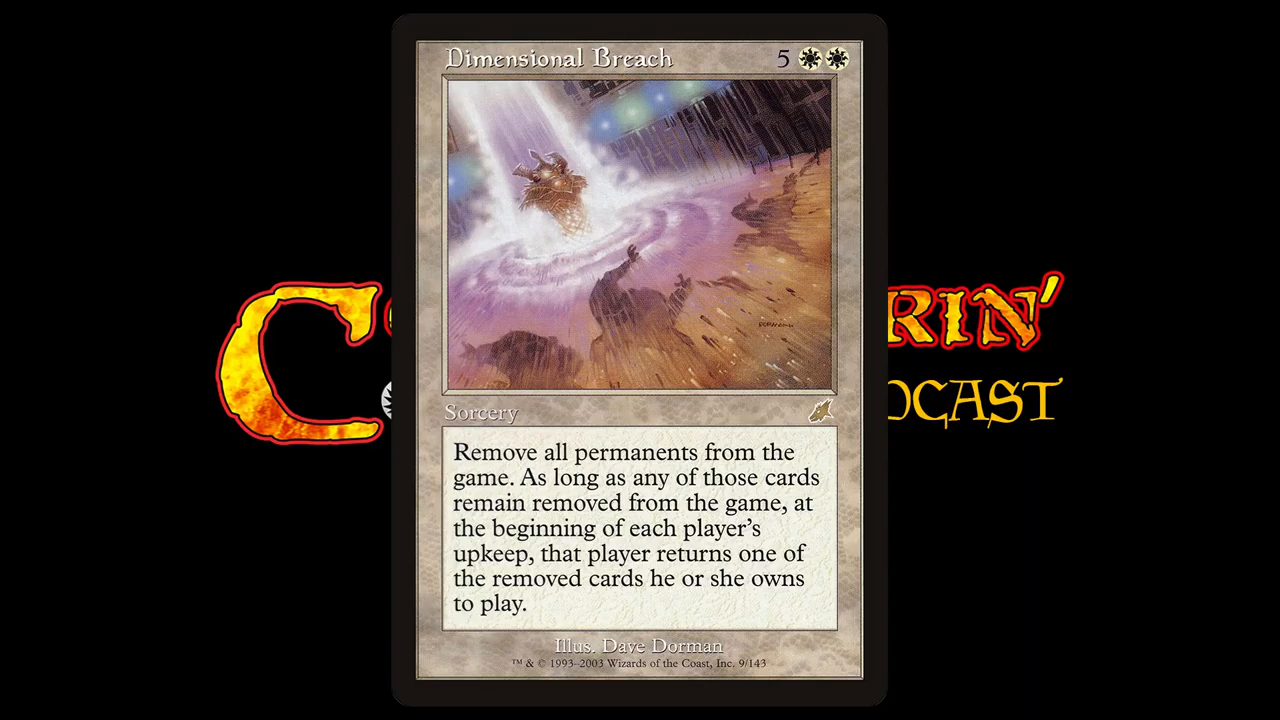 Dimensional Breach 5
Sorcery
Remove all permanents from the
game. As long as any of those cards
remain removed from the game, at
the beginning of each player's
upkeep, that player returns one of
the removed cards he or she owns
to play.
Illus. Dave Dorman
™ & © 1993–2003 Wizards of the Coast, Inc. 9/143